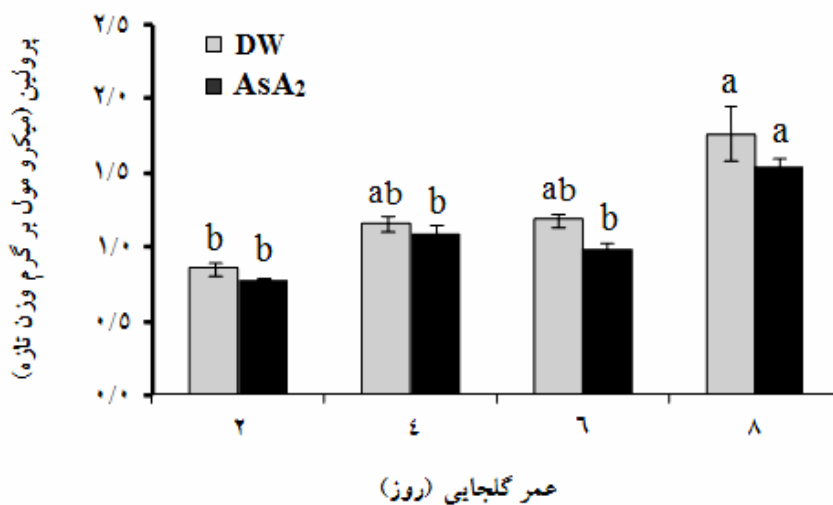 پرولین (میکرو مول بر گرم وزن تازه)
۲/۵
۲/۰
۱/۵
۱/۰
۰/۵
۰/۰
DW
AsA₂
b b
ab b
ab b
a a
۲ ٤ ٦ ۸
عمر گلجایی (روز)